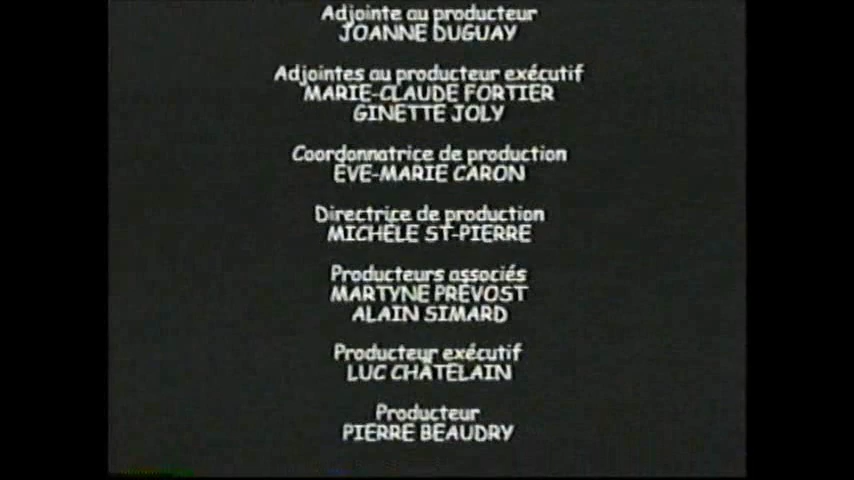 Adjointe au producteur
JOANNE DUGUAY
Adjointes au producteur exécutif
MARIE-CLAUDE FORTIER
GINETTE JOLY
Coordonnatrice de production
ÈVE-MARIE CARON
Directrice de production
MICHÈLE ST-PIERRE
Producteurs associés
MARTYNE PRÉVOST
ALAIN SIMARD
Producteur exécutif
LUC CHÂTELAIN
Producteur
PIERRE BEAUDRY